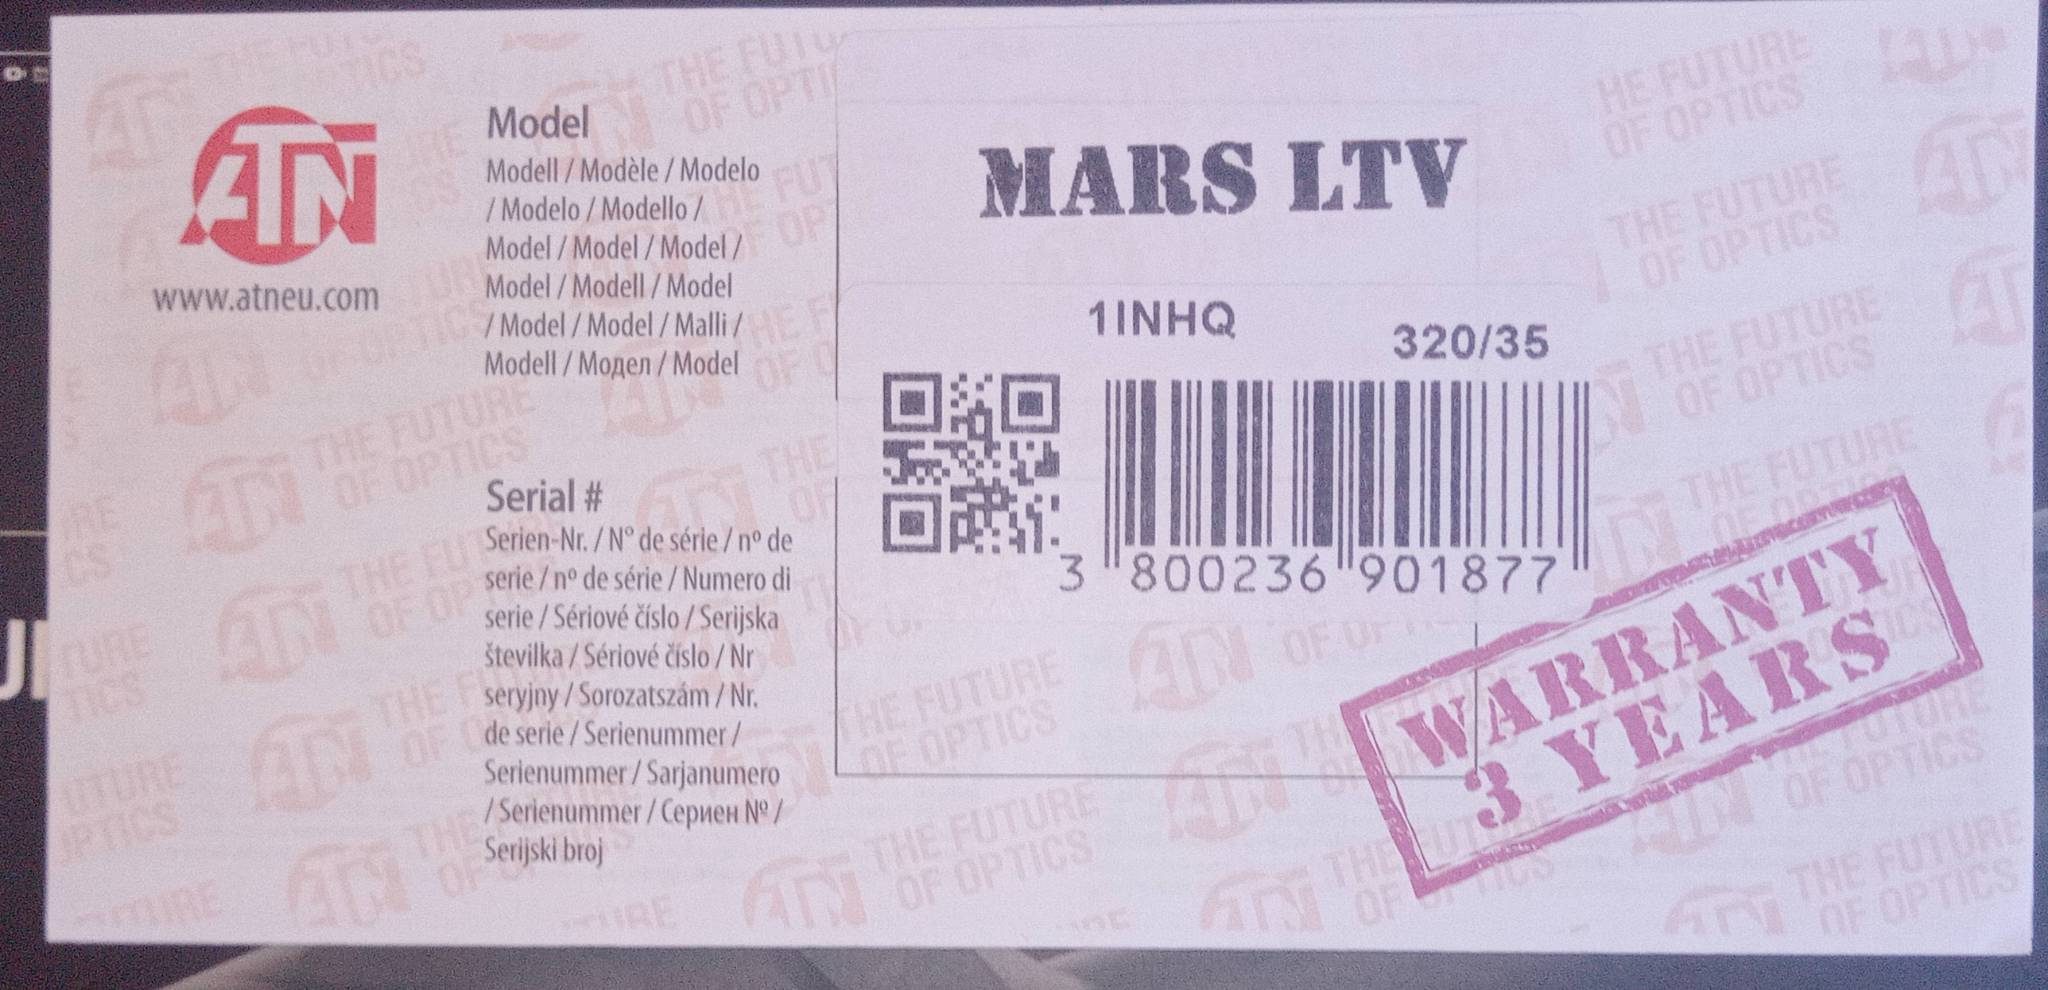 ATN
www.atneu.com
Model
Modell / Modèle / Modelo
/ Modelo / Modello /
Model / Model / Model /
Model / Modell / Model
/ Model / Model / Malli /
Modell / Модел / Model
Serial #
Serien-Nr. / N° de série / nº de
serie / nº de série / Numero di
serie / Sériové číslo / Serijska
številka / Sériové číslo / Nr
seryjny / Sorozatszám / Nr.
de serie / Serienummer /
Serienummer / Sarjanumero
/ Serienummer / Сериен № /
Serijski broj
MARS LTV
1INHQ
320/35
3 800236 901877
WARRANTY
3 YEARS
THE FUTURE
OF OPTICS